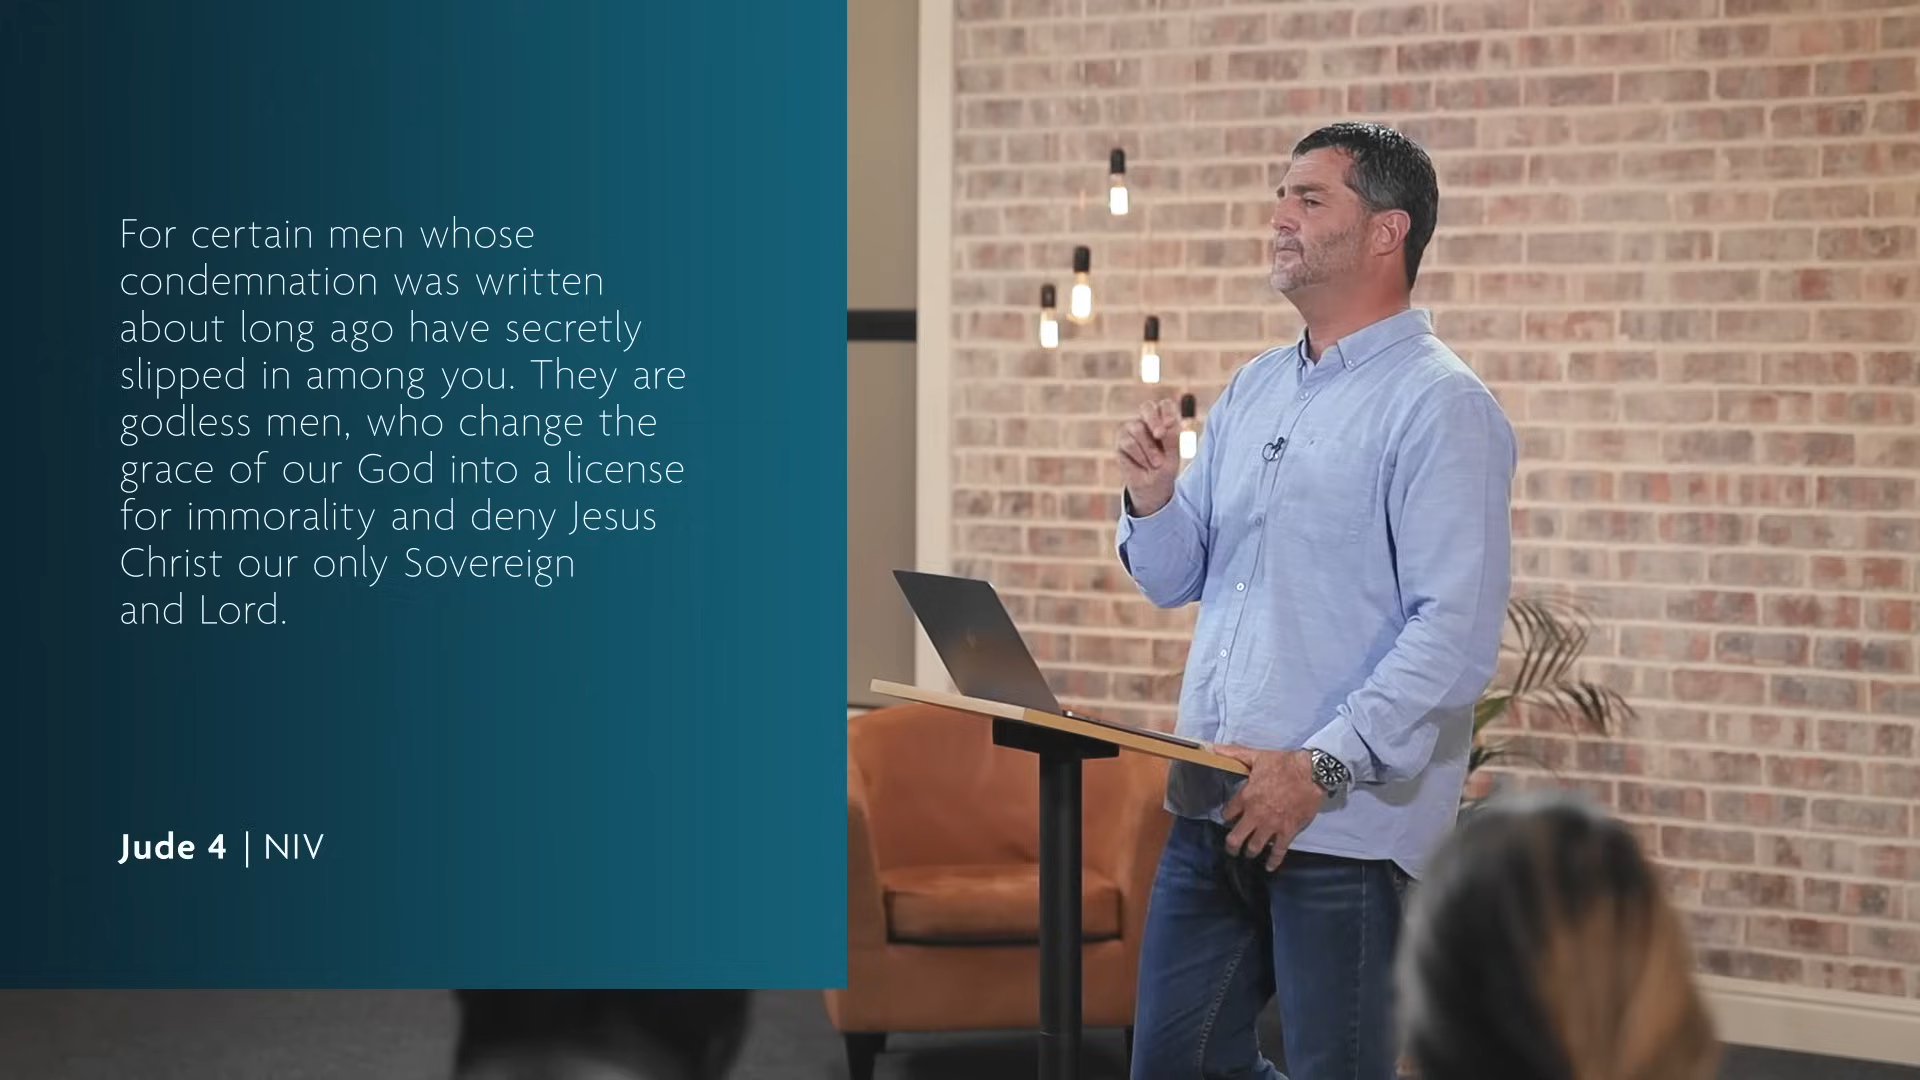 For certain men whose
condemnation was written
about long ago have secretly
slipped in among you. They are
godless men, who change the
grace of our God into a license
for immorality and deny Jesus
Christ our only Sovereign
and Lord.
Jude 4 | NIV